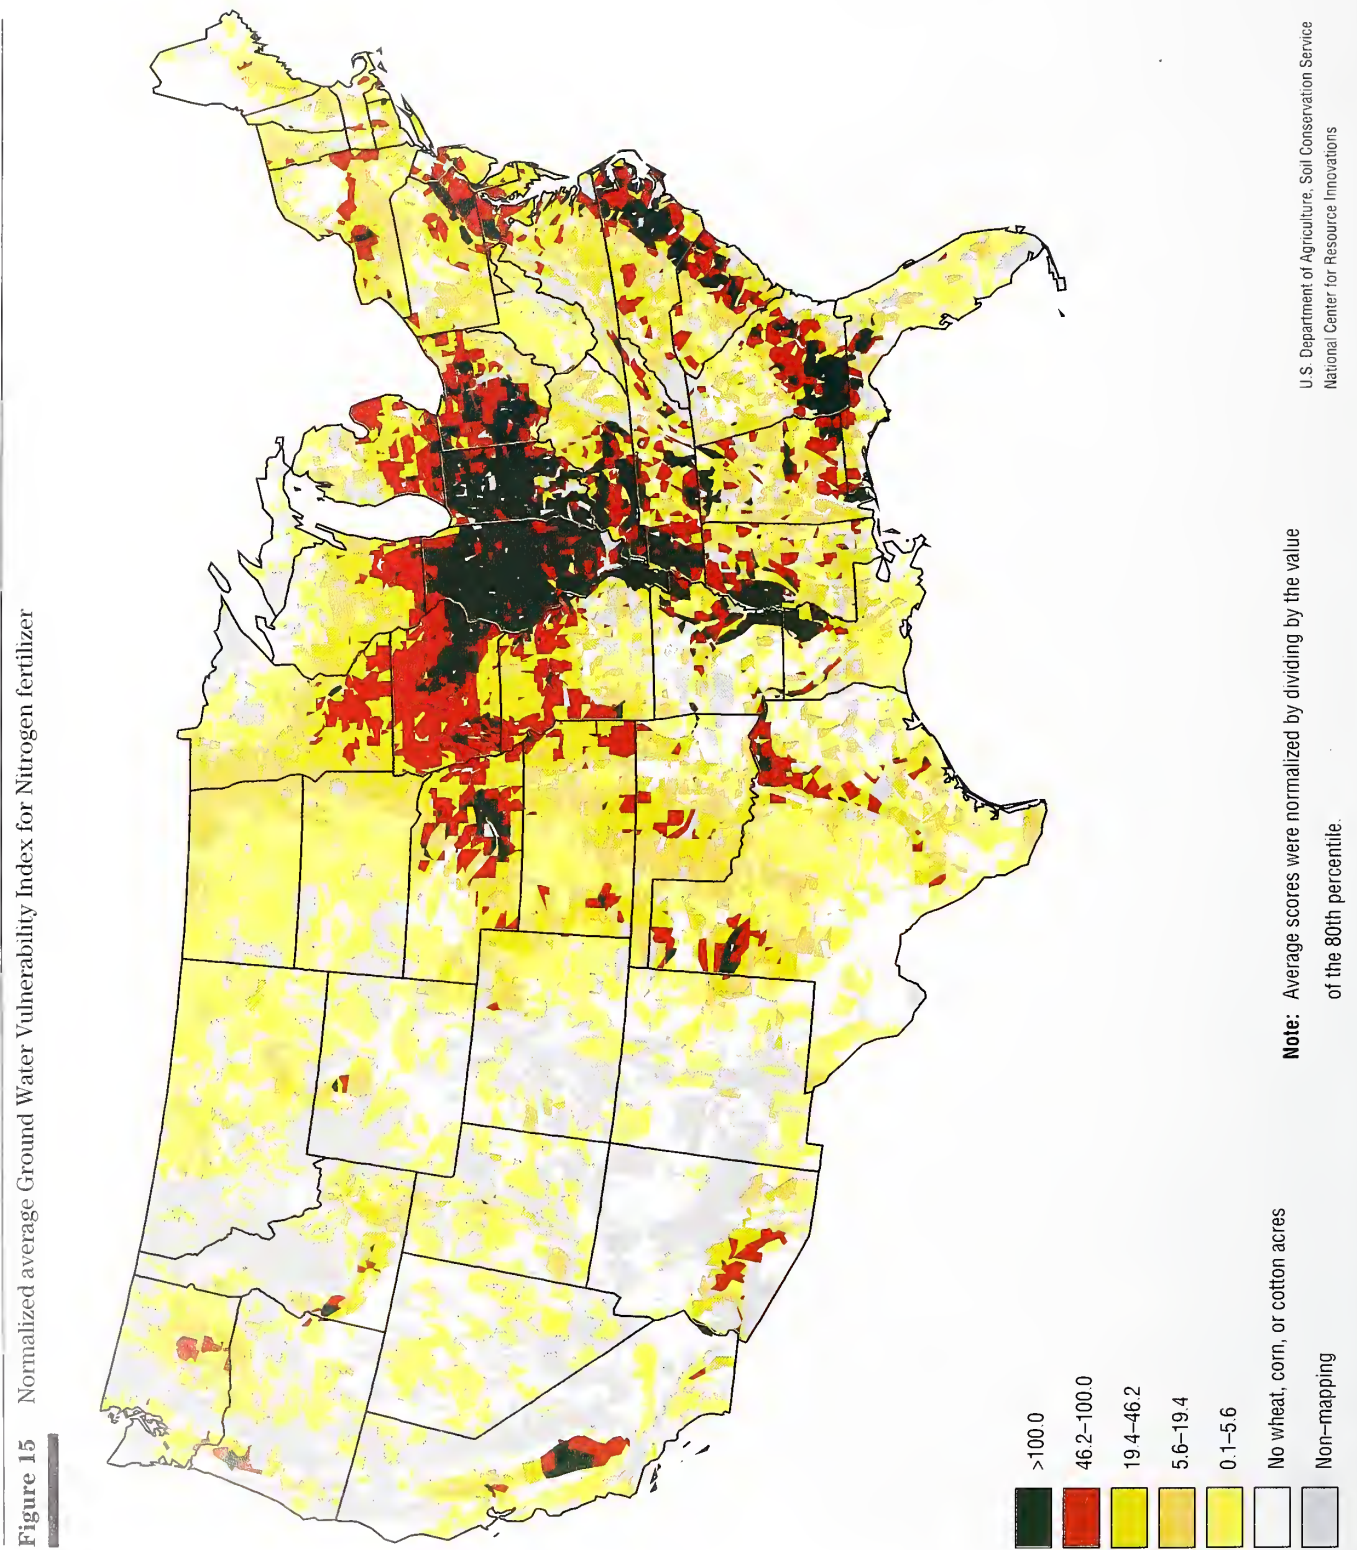 Figure 15 Normalized average Ground Water Vulnerability Index for Nitrogen fertilizer
>100.0
46.2–100.0
19.4–46.2
5.6–19.4
0.1–5.6
No wheat, corn, or cotton acres
Non–mapping
Note: Average scores were normalized by dividing by the value
of the 80th percentile.
U.S. Department of Agriculture, Soil Conservation Service
National Center for Resource Innovations